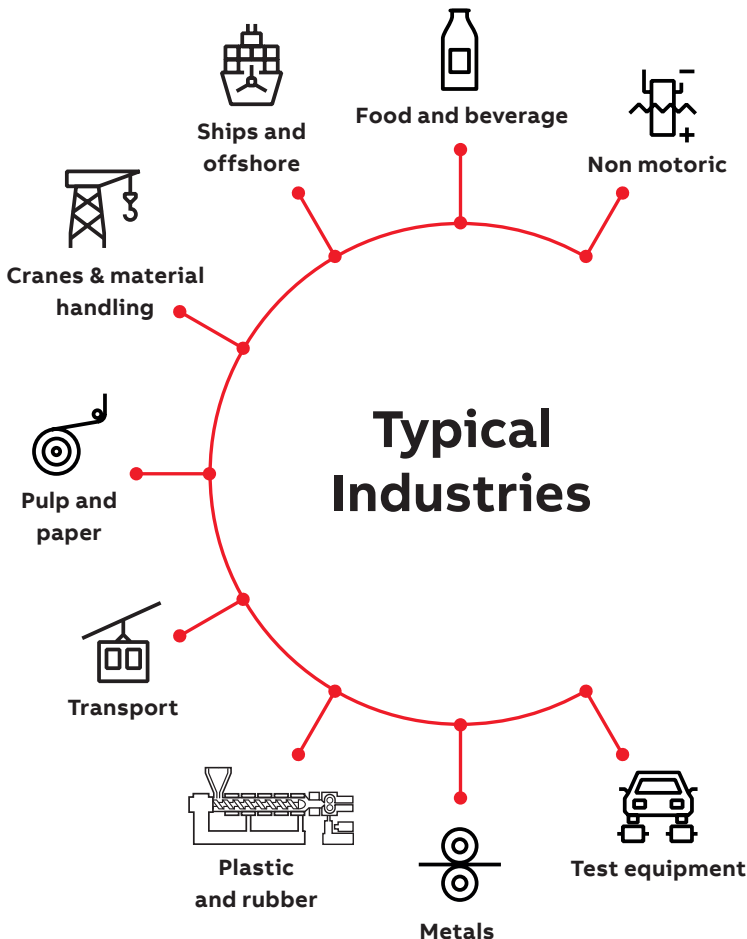 Food and beverage
Ships and
offshore
Non motoric
Cranes & material
handling
Typical
Industries
Pulp and
paper
Transport
Plastic
and rubber
Test equipment
Metals